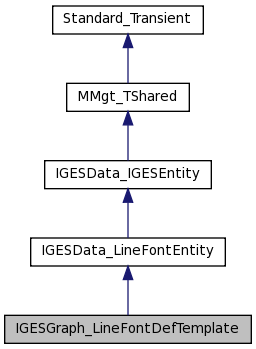 Standard_Transient
MMgt_TShared
IGESData_IGESEntity
IGESData_LineFontEntity
IGESGraph_LineFontDefTemplate